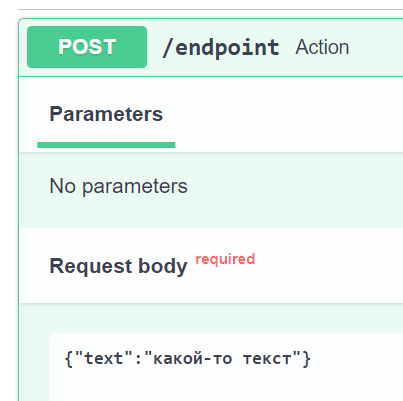 POST /endpoint Action
Parameters
No parameters
Request body required
{"text":"какой-то текст"}